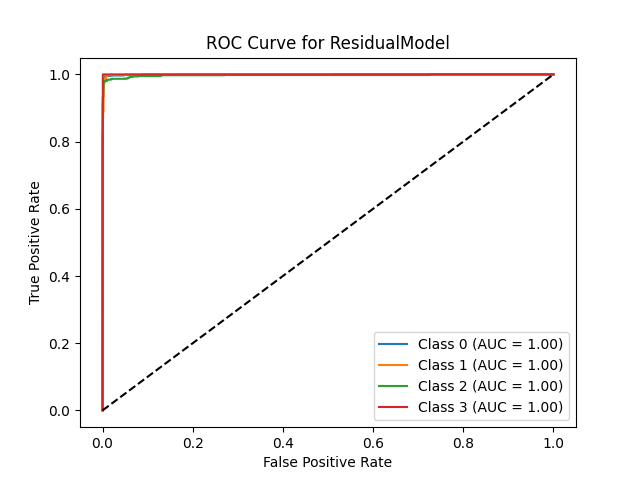 ROC Curve for ResidualModel
True Positive Rate
1.0
0.8
0.6
0.4
0.2
0.0
Class 0 (AUC = 1.00)
Class 1 (AUC = 1.00)
Class 2 (AUC = 1.00)
Class 3 (AUC = 1.00)
0.0 0.2 0.4 0.6 0.8 1.0
False Positive Rate